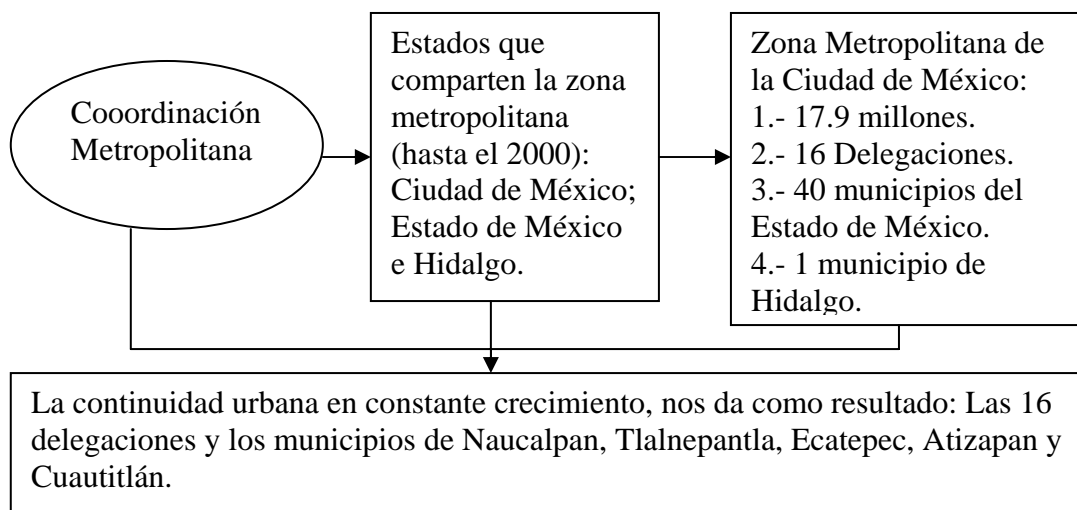 Cooordinación
Metropolitana
Estados que
comparten la zona
metropolitana
(hasta el 2000):
Ciudad de México;
Estado de México
e Hidalgo.
Zona Metropolitana de
la Ciudad de México:
1.- 17.9 millones.
2.- 16 Delegaciones.
3.- 40 municipios del
Estado de México.
4.- 1 municipio de
Hidalgo.
La continuidad urbana en constante crecimiento, nos da como resultado: Las 16
delegaciones y los municipios de Naucalpan, Tlalnepantla, Ecatepec, Atizapan y
Cuautitlán.